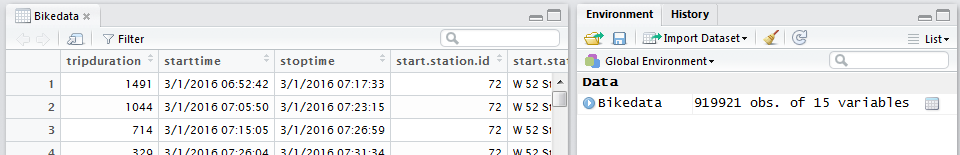 Bikedata
Filter
tripduration starttime stoptime start.station.id start.sta
1 1491 3/1/2016 06:52:42 3/1/2016 07:17:33 72 W 52 St
2 1044 3/1/2016 07:05:50 3/1/2016 07:23:15 72 W 52 St
3 714 3/1/2016 07:15:05 3/1/2016 07:26:59 72 W 52 St
4 329 3/1/2016 07:26:04 3/1/2016 07:31:34 72 W 52 St
Environment History
Import Dataset List
Global Environment
Data
Bikedata 919921 obs. of 15 variables